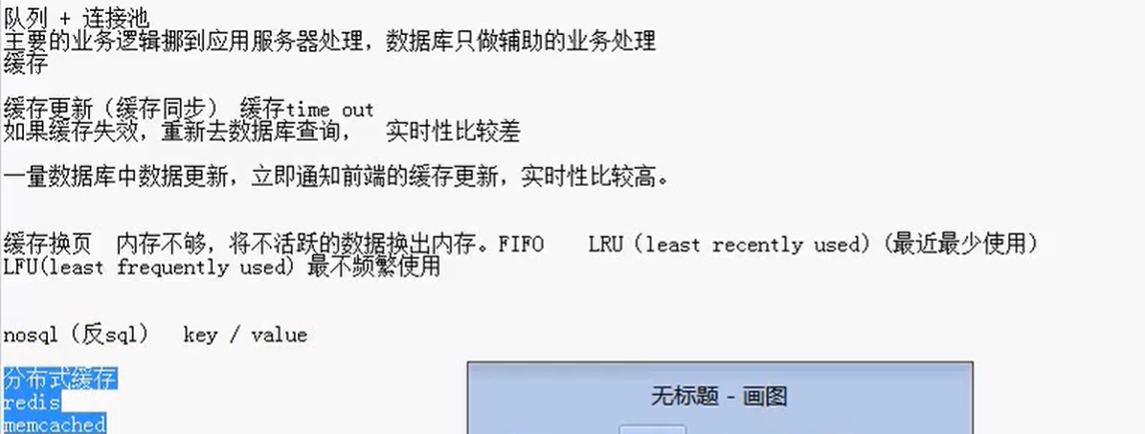 队列 + 连接池
主要的业务逻辑挪到应用服务器处理，数据库只做辅助的业务处理
缓存
缓存更新（缓存同步） 缓存time out
如果缓存失效，重新去数据库查询， 实时性比较差
一量数据库中数据更新，立即通知前端的缓存更新，实时性比较高。
缓存换页 内存不够，将不活跃的数据换出内存。FIFO LRU（least recently used）(最近最少使用）
LFU(least frequently used) 最不频繁使用
nosql（反sql） key / value
分布式缓存
redis
memcached
无标题 - 画图